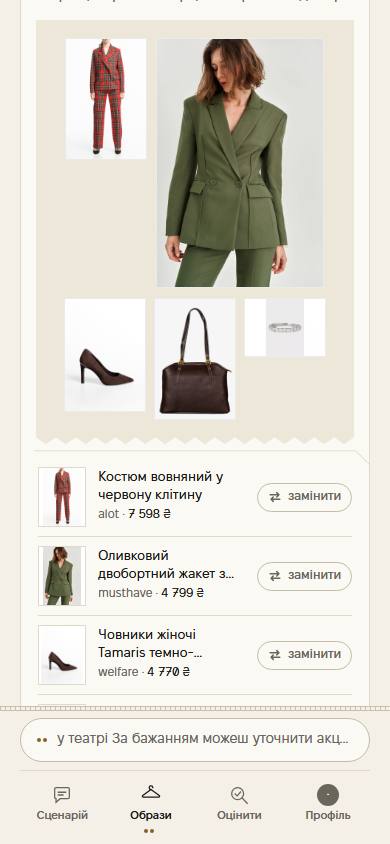 Костюм вовняний у
червону клітину
alot · 7 598 ₴
замінити
Оливковий
двобортний жакет з...
musthave · 4 799 ₴
замінити
Човники жіночі
Tamaris темно-...
welfare · 4 770 ₴
замінити
у театрі За бажанням можеш уточнити акц...
Сценарій
Образи
Оцінити
Профіль